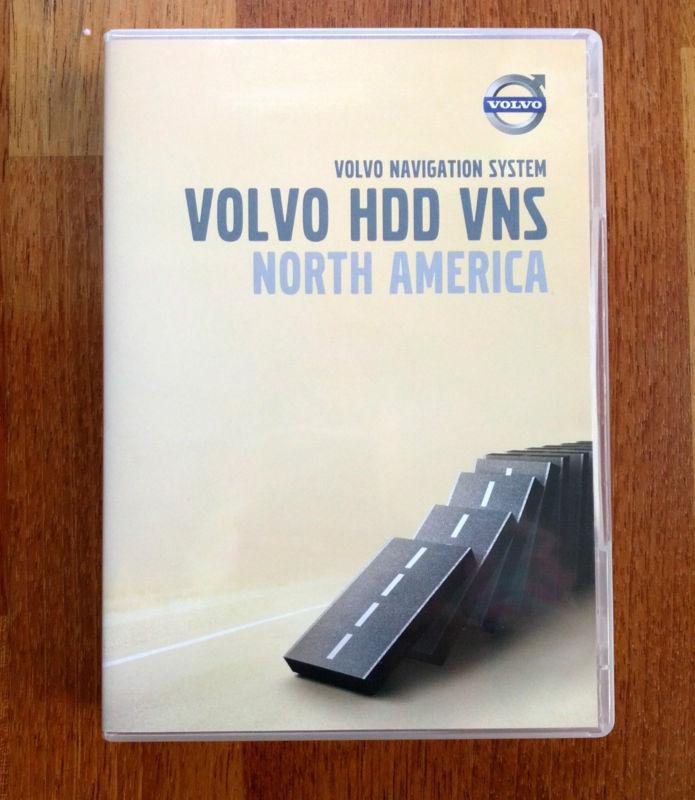 VOLVO
VOLVO NAVIGATION SYSTEM
VOLVO HDD VNS
NORTH AMERICA